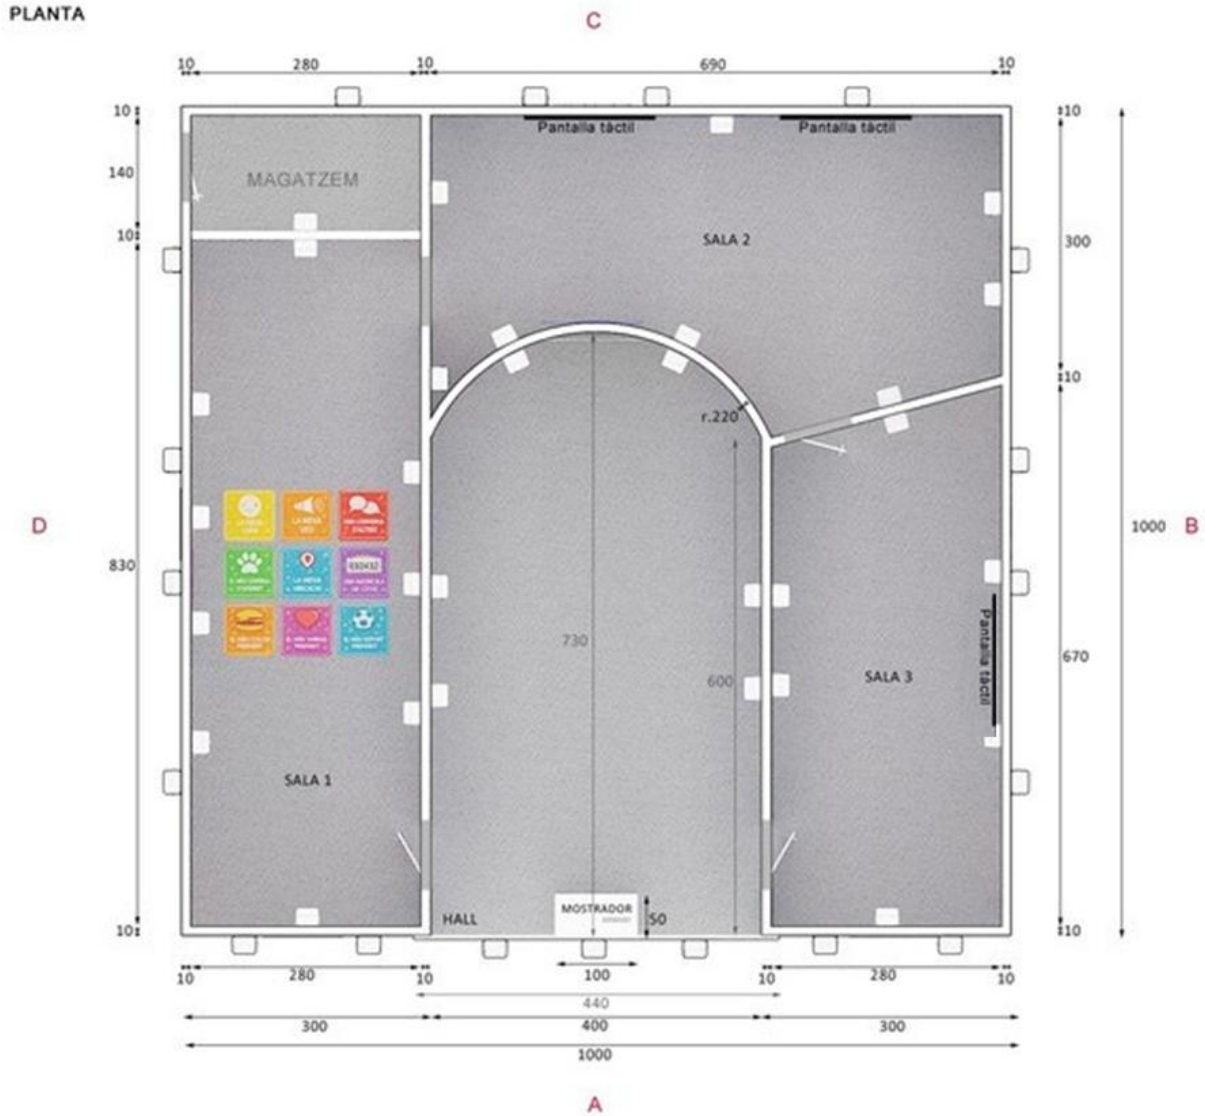 PLANTA
C
10 280 10 690 10
10
10
Pantalla tàctil
Pantalla tàctil
140
MAGATZEM
10
SALA 2
300
10
r.220
D
1000 B
830
730
600
670
Pantalla tàctil
SALA 3
SALA 1
HALL
MOSTRADOR
50
10
10
10 280 10
100
10 280 10
440
300
400
300
1000
A